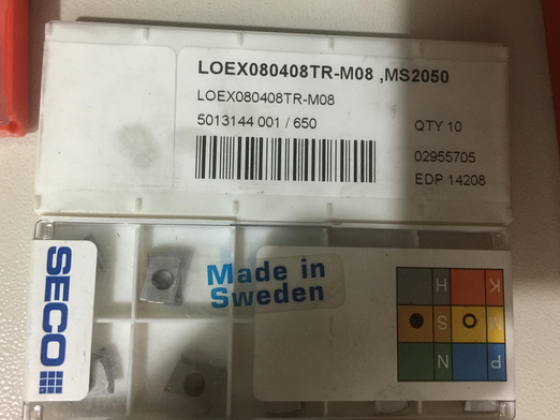 LOEX080408TR-M08 ,MS2050
LOEX080408TR-M08
5013144 001 / 650
QTY 10
02955705
EDP 14208
SECO
Made in
Sweden
H K
S M
N P